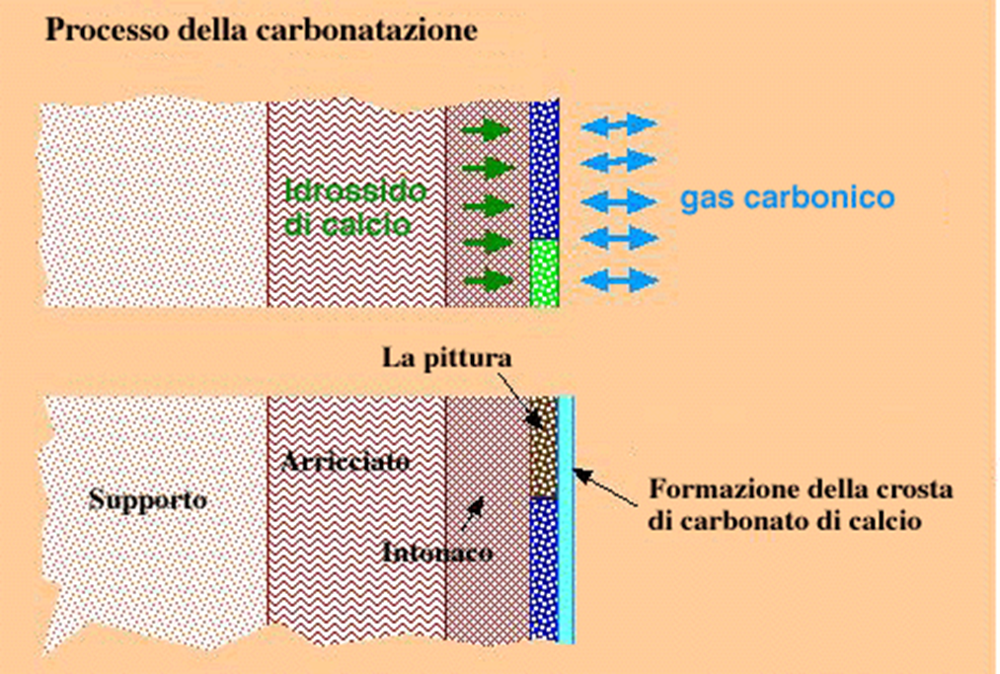 Processo della carbonatazione
Idrossido
di calcio
gas carbonico
La pittura
Arricciato
Supporto
Formazione della crosta
di carbonato di calcio
Intonaco